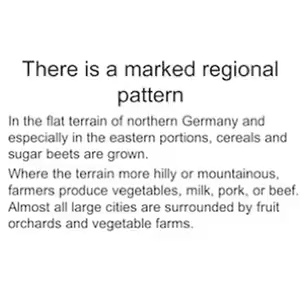 There is a marked regional
pattern
In the flat terrain of northern Germany and
especially in the eastern portions, cereals and
sugar beets are grown.
Where the terrain more hilly or mountainous,
farmers produce vegetables, milk, pork, or beef.
Almost all large cities are surrounded by fruit
orchards and vegetable farms.